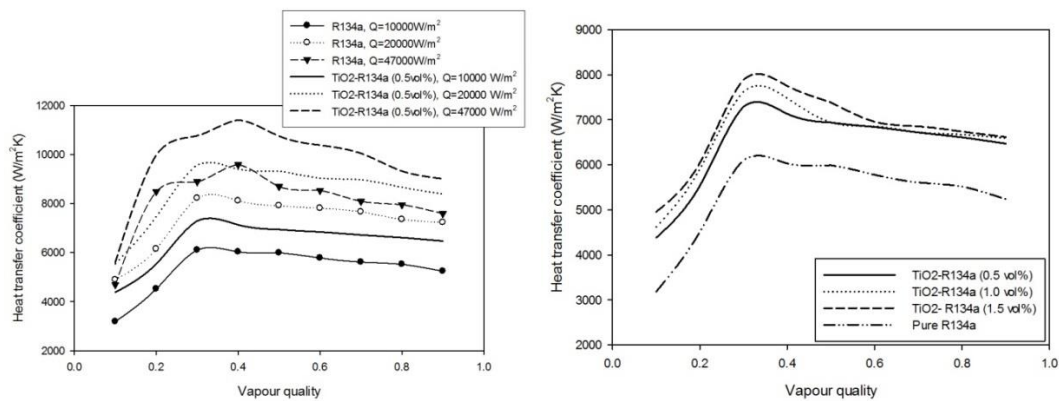 R134a, Q=10000W/m²
R134a, Q=20000W/m²
R134a, Q=47000W/m²
TiO2-R134a (0.5vol%), Q=10000 W/m²
TiO2-R134a (0.5vol%), Q=20000 W/m²
TiO2-R134a (0.5vol%), Q=47000 W/m²
Heat transfer coefficient (W/m²K)
12000
10000
8000
6000
4000
2000
0.0 0.2 0.4 0.6 0.8 1.0
Vapour quality
Heat transfer coefficient (W/m²K)
9000
8000
7000
6000
5000
4000
3000
2000
TiO2-R134a (0.5 vol%)
TiO2-R134a (1.0 vol%)
TiO2- R134a (1.5 vol%)
Pure R134a
0.0 0.2 0.4 0.6 0.8 1.0
Vapour quality